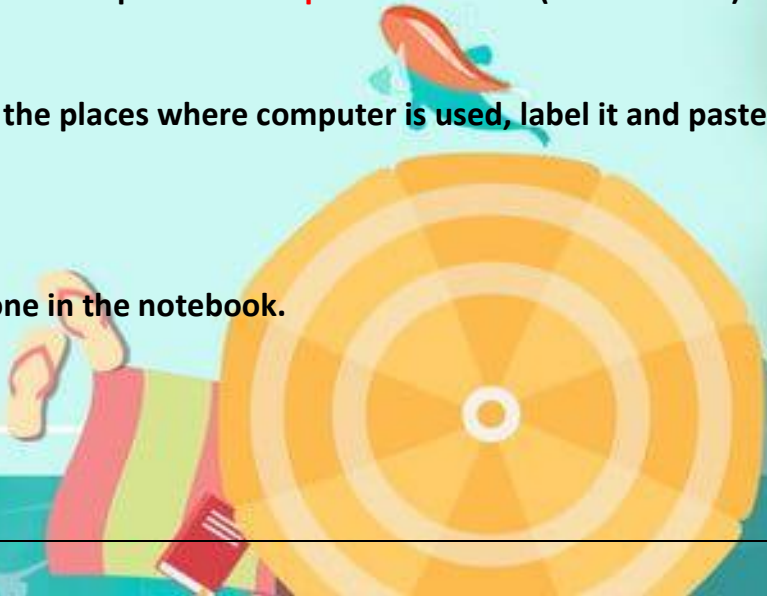 the places where computer is used, label it and paste
one in the notebook.